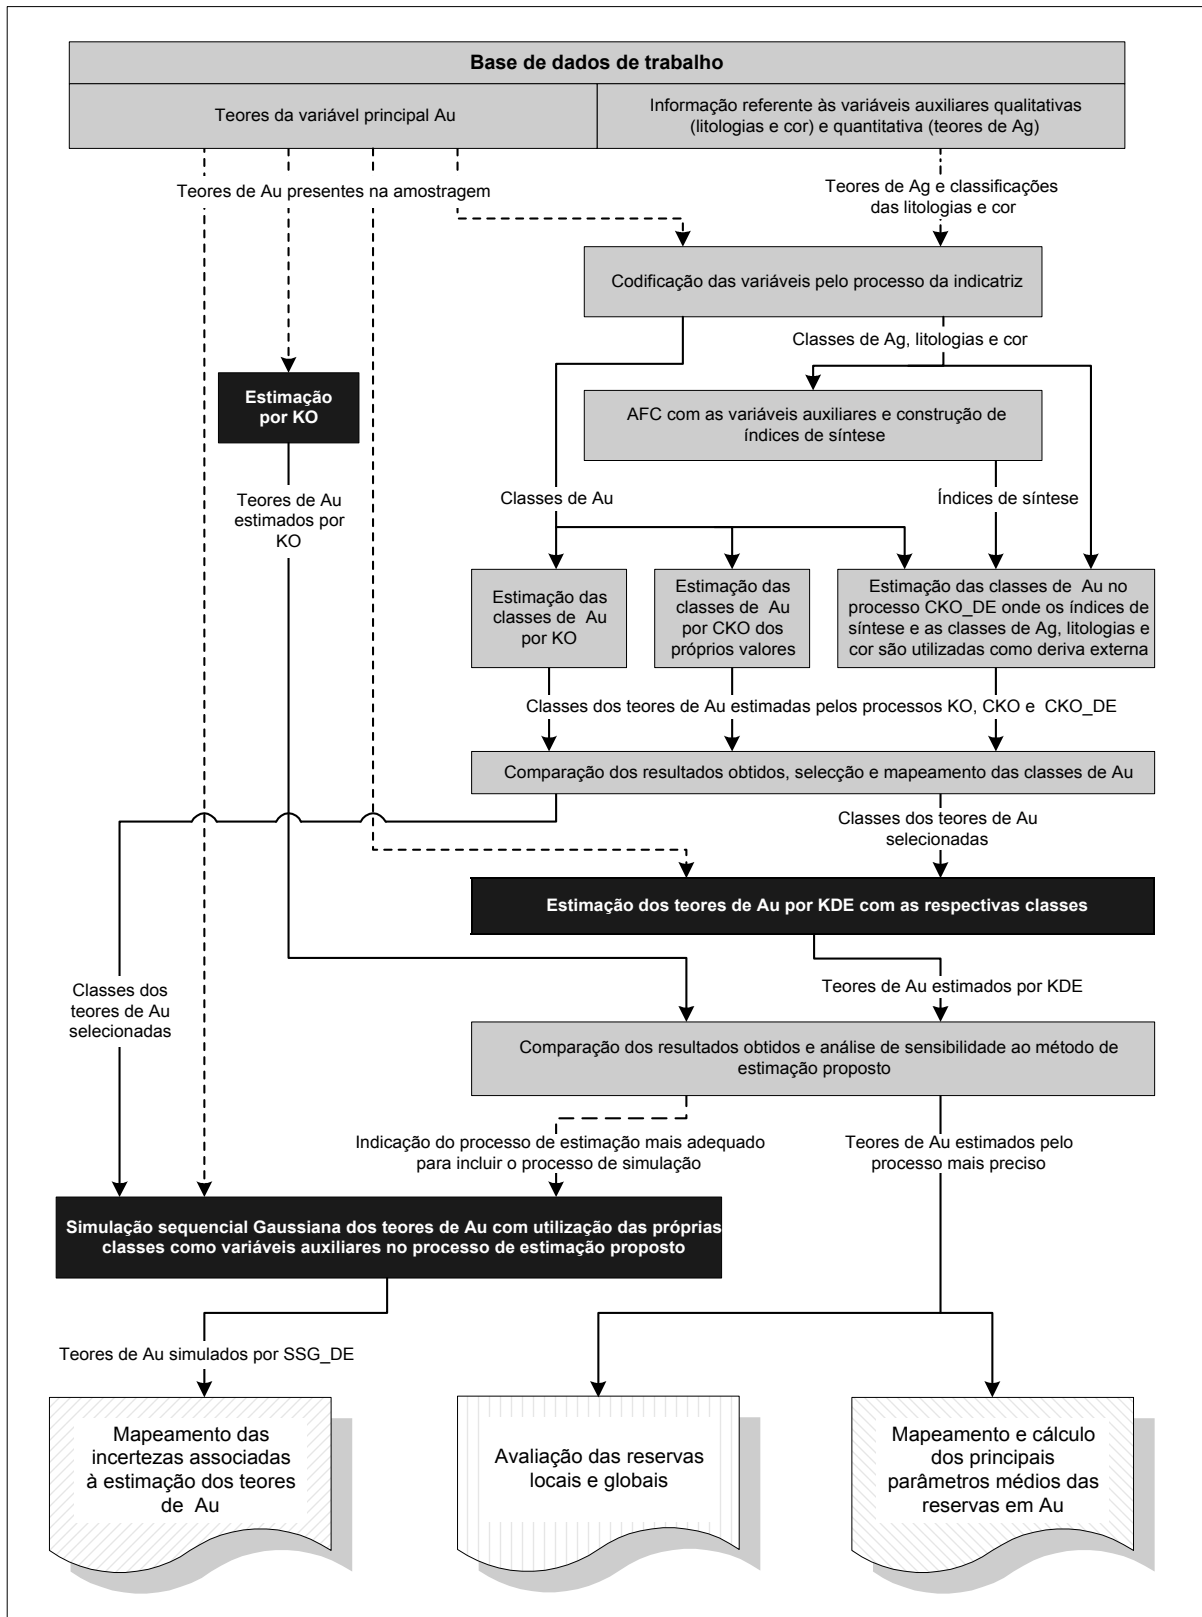 Base de dados de trabalho
Teores da variável principal Au
Informação referente às variáveis auxiliares qualitativas
(litologias e cor) e quantitativa (teores de Ag)
Teores de Au presentes na amostragem
Teores de Ag e classificações
das litologias e cor
Codificação das variáveis pelo processo da indicatriz
Classes de Ag, litologias e cor
Estimação
por KO
AFC com as variáveis auxiliares e construção de
índices de síntese
Teores de Au
estimados por
KO
Classes de Au
Índices de síntese
Estimação das
classes de Au
por KO
Estimação das
classes de Au
por CKO dos
próprios valores
Estimação das classes de Au no
processo CKO_DE onde os índices de
síntese e as classes de Ag, litologias e
cor são utilizadas como deriva externa
Classes dos teores de Au estimadas pelos processos KO, CKO e CKO_DE
Comparação dos resultados obtidos, selecção e mapeamento das classes de Au
Classes dos teores de Au
selecionadas
Estimação dos teores de Au por KDE com as respectivas classes
Classes dos
teores de Au
selecionadas
Teores de Au estimados por KDE
Comparação dos resultados obtidos e análise de sensibilidade ao método de
estimação proposto
Indicação do processo de estimação mais adequado
para incluir o processo de simulação
Teores de Au estimados pelo
processo mais preciso
Simulação sequencial Gaussiana dos teores de Au com utilização das próprias
classes como variáveis auxiliares no processo de estimação proposto
Teores de Au simulados por SSG_DE
Mapeamento das
incertezas associadas
à estimação dos teores
de Au
Avaliação das reservas
locais e globais
Mapeamento e cálculo
dos principais
parâmetros médios das
reservas em Au